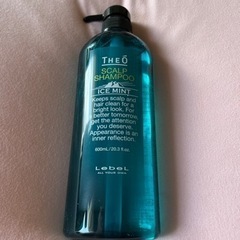 THEO
SCALP
SHAMPOO
ICE MINT
Keeps scalp and
hair clean for a
bright look. For
better tomorrows,
get the attention
you deserve.
Appearance is an
inner reflection.
600mL/20.3 fl.oz.
LebeL